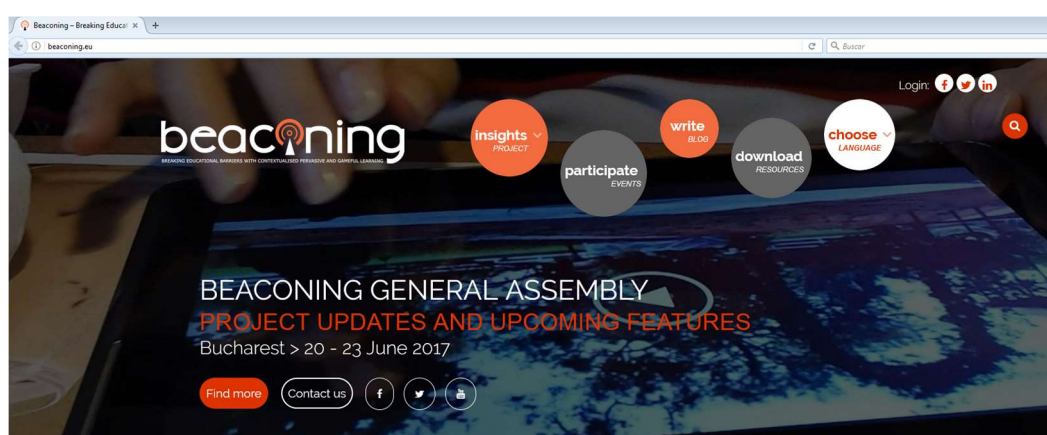 Beaconing – Breaking Educat
beaconing.eu
Buscar
Login:
beaconing
BREAKING EDUCATIONAL BARRIERS WITH CONTEXTUALISED PERVASIVE AND GAMEFUL LEARNING
insights
PROJECT
participate
EVENTS
write
BLOG
download
RESOURCES
choose
LANGUAGE
BEACONING GENERAL ASSEMBLY
PROJECT UPDATES AND UPCOMING FEATURES
Bucharest > 20 - 23 June 2017
Find more
Contact us